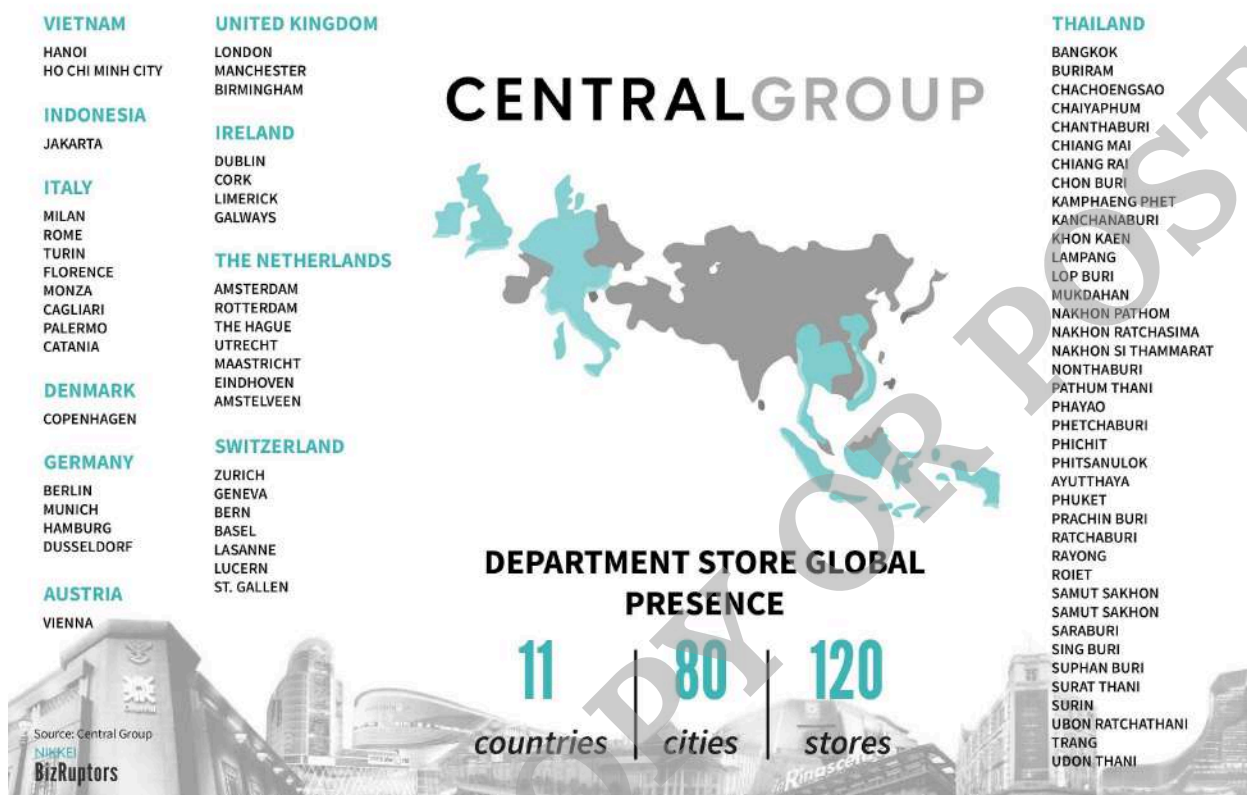 VIETNAM
HANOI
HO CHI MINH CITY
INDONESIA
JAKARTA
ITALY
MILAN
ROME
TURIN
FLORENCE
MONZA
CAGLIARI
PALERMO
CATANIA
DENMARK
COPENHAGEN
GERMANY
BERLIN
MUNICH
HAMBURG
DUSSELDORF
AUSTRIA
VIENNA
UNITED KINGDOM
LONDON
MANCHESTER
BIRMINGHAM
IRELAND
DUBLIN
CORK
LIMERICK
GALWAYS
THE NETHERLANDS
AMSTERDAM
ROTTERDAM
THE HAGUE
UTRECHT
MAASTRICHT
EINDHOVEN
AMSTELVEEN
SWITZERLAND
ZURICH
GENEVA
BERN
BASEL
LASANNE
LUCERN
ST. GALLEN
CENTRALGROUP
DEPARTMENT STORE GLOBAL
PRESENCE
11 80 120
countries cities stores
THAILAND
BANGKOK
BURIRAM
CHACHOENGSAO
CHAIYAPHUM
CHANTHABURI
CHIANG MAI
CHIANG RAI
CHON BURI
KAMPHAENG PHET
KANCHANABURI
KHON KAEN
LAMPANG
LOP BURI
MUKDAHAN
NAKHON PATHOM
NAKHON RATCHASIMA
NAKHON SI THAMMARAT
NONTHABURI
PATHUM THANI
PHAYAO
PHETCHABURI
PHICHIT
PHITSANULOK
AYUTTHAYA
PHUKET
PRACHIN BURI
RATCHABURI
RAYONG
ROIET
SAMUT SAKHON
SAMUT SAKHON
SARABURI
SING BURI
SUPHAN BURI
SURAT THANI
SURIN
UBON RATCHATHANI
TRANG
UDON THANI
Source: Central Group
NIKKEI
BizRuptors
OPY OR POST